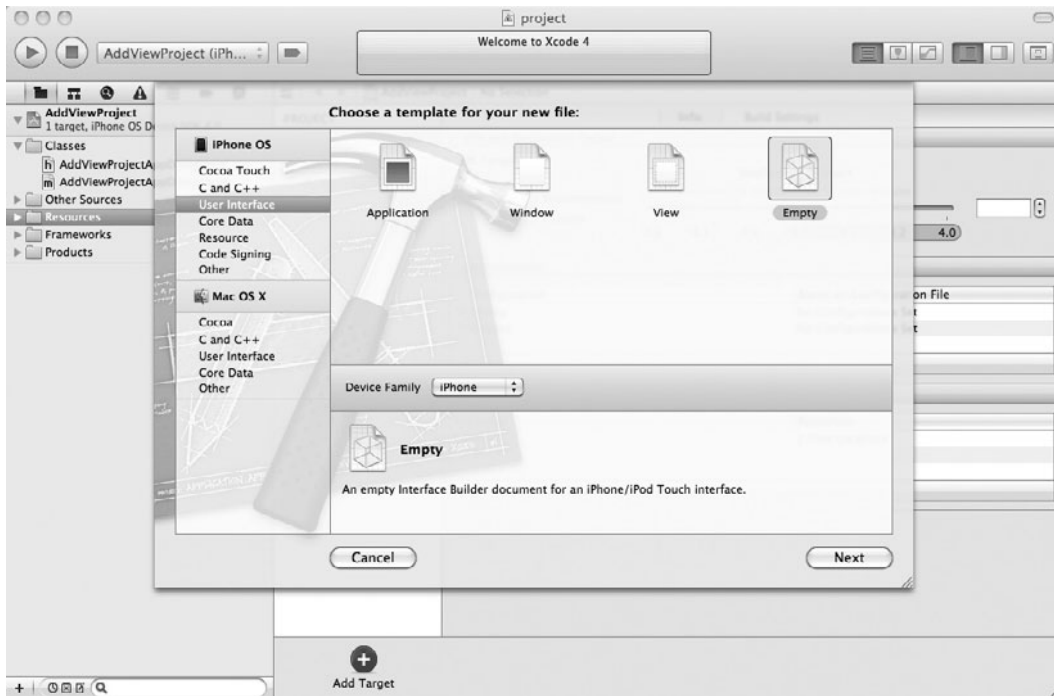 project
AddViewProject (iPh...
Welcome to Xcode 4
AddViewProject
1 target, iPhone OS
Classes
AddViewProjectA
AddViewProjectA
Other Sources
Resources
Frameworks
Products
Choose a template for your new file:
iPhone OS
Cocoa Touch
C and C++
User Interface
Core Data
Resource
Code Signing
Other
Mac OS X
Cocoa
C and C++
User Interface
Core Data
Other
Application
Window
View
Empty
Device Family
iPhone
Empty
An empty Interface Builder document for an iPhone/iPod Touch interface.
Cancel
Next
4.0
on File
t
t
Add Target